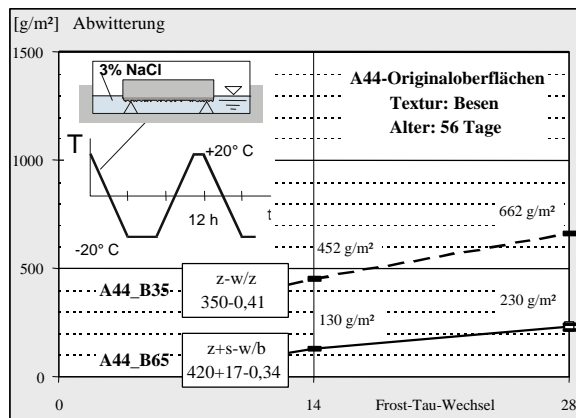 [g/m²] Abwitterung
1500
1000
500
0
3% NaCl
T
+20° C
-20° C
12 h
t
A44-Originaloberflächen
Textur: Besen
Alter: 56 Tage
662 g/m²
452 g/m²
A44_B35
z-w/z
350-0,41
230 g/m²
130 g/m²
A44_B65
z+s-w/b
420+17-0,34
0
14
Frost-Tau-Wechsel
28